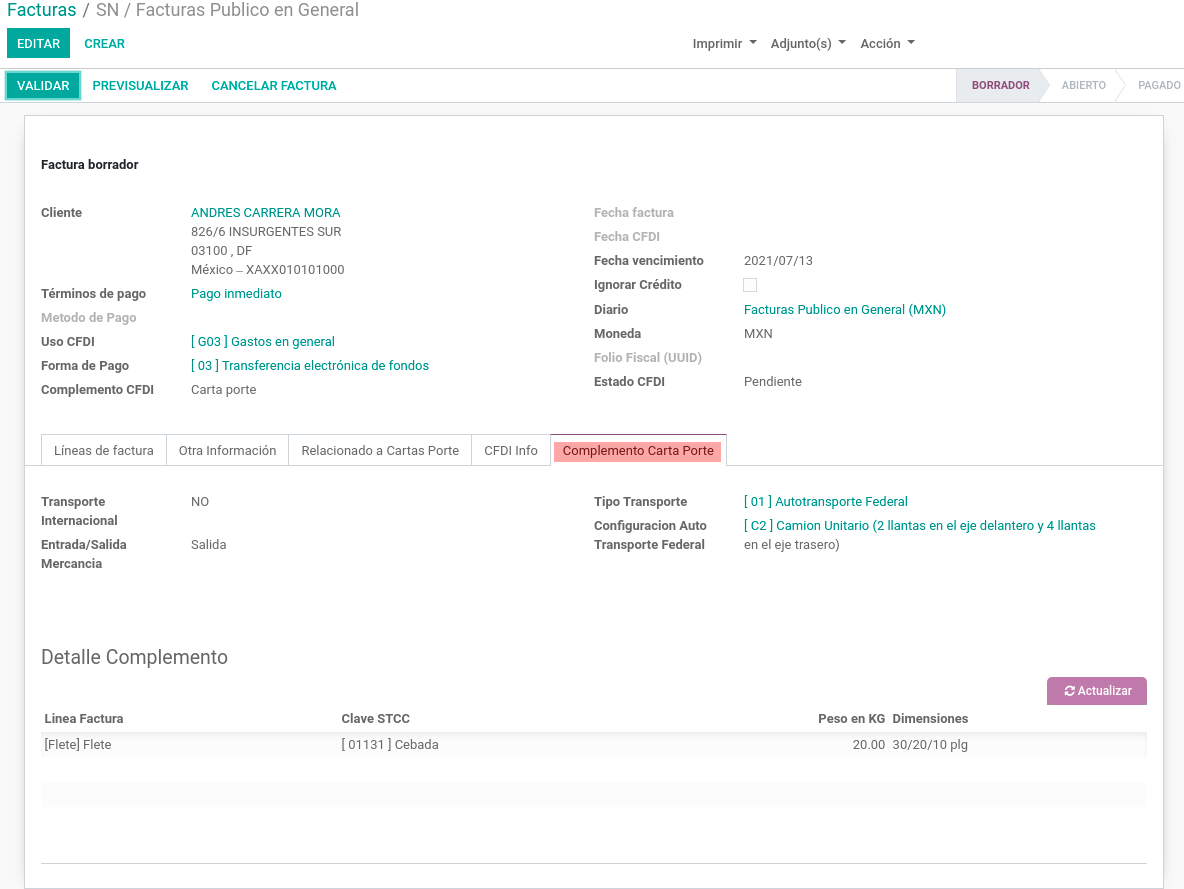 Facturas / SN / Facturas Publico en General
EDITAR CREAR Imprimir Adjunto(s) Acción
VALIDAR PREVISUALIZAR CANCELAR FACTURA BORRADOR ABIERTO PAGADO
Factura borrador
Cliente ANDRES CARRERA MORA
826/6 INSURGENTES SUR
03100 , DF
México – XAXX010101000
Términos de pago Pago inmediato
Metodo de Pago
Uso CFDI [ G03 ] Gastos en general
Forma de Pago [ 03 ] Transferencia electrónica de fondos
Complemento CFDI Carta porte
Fecha factura
Fecha CFDI
Fecha vencimiento 2021/07/13
Ignorar Crédito
Diario Facturas Publico en General (MXN)
Moneda MXN
Folio Fiscal (UUID)
Estado CFDI Pendiente
Líneas de factura Otra Información Relacionado a Cartas Porte CFDI Info Complemento Carta Porte
Transporte NO
Internacional
Entrada/Salida Salida
Mercancia
Tipo Transporte [ 01 ] Autotransporte Federal
Configuracion Auto [ C2 ] Camion Unitario (2 llantas en el eje delantero y 4 llantas
Transporte Federal en el eje trasero)
Detalle Complemento
Actualizar
Linea Factura Clave STCC Peso en KG Dimensiones
[Flete] Flete [ 01131 ] Cebada 20.00 30/20/10 plg